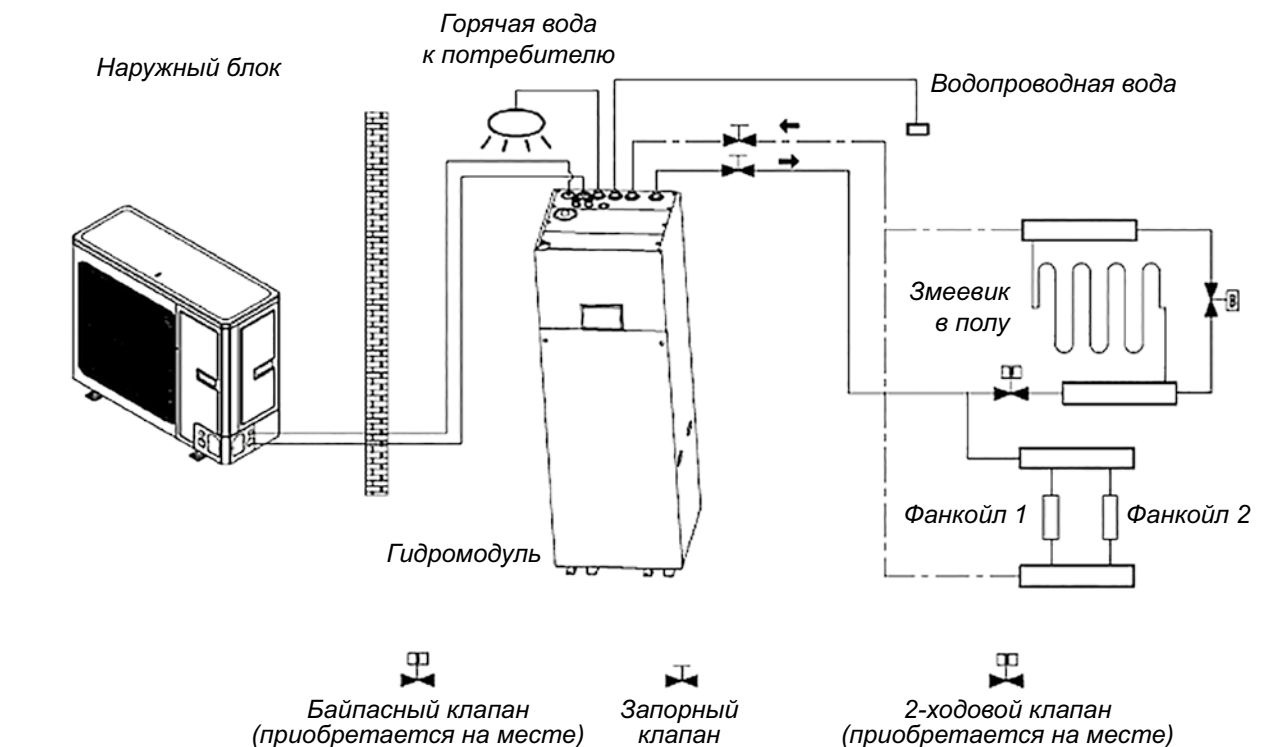 Горячая вода
к потребителю
Наружный блок
Водопроводная вода
Змеевик
в полу
Фанкойл 1
Фанкойл 2
Гидромодуль
Байпасный клапан
(приобретается на месте)
Запорный
клапан
2-ходовой клапан
(приобретается на месте)